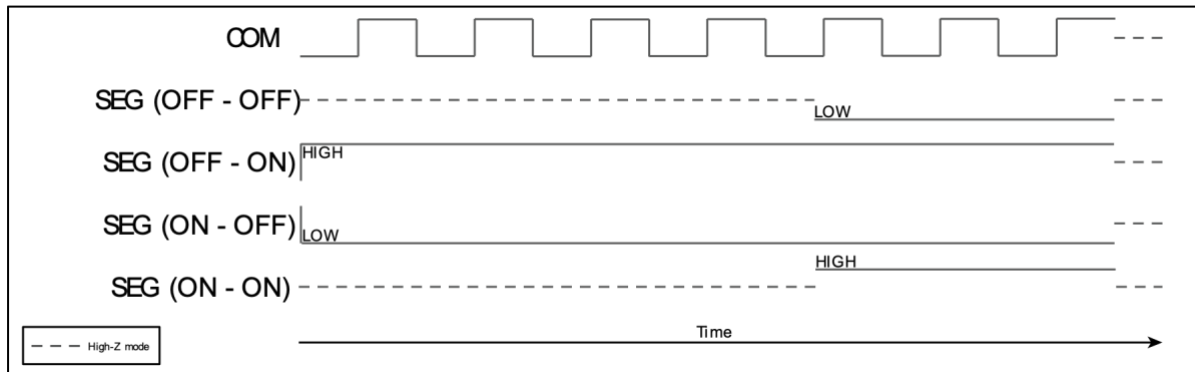 COM
SEG (OFF - OFF)
LOW
SEG (OFF - ON)
HIGH
SEG (ON - OFF)
LOW
HIGH
SEG (ON - ON)
Time
High-Z mode